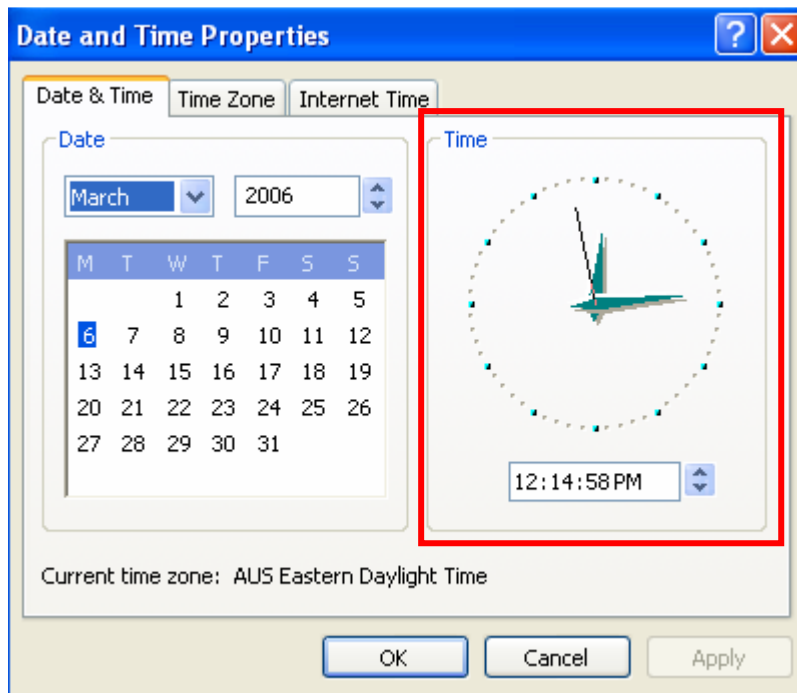 Date and Time Properties
Date & Time Time Zone Internet Time
Date
March 2006
M T W T F S S
1 2 3 4 5
6 7 8 9 10 11 12
13 14 15 16 17 18 19
20 21 22 23 24 25 26
27 28 29 30 31
Time
12:14:58 PM
Current time zone: AUS Eastern Daylight Time
OK Cancel Apply